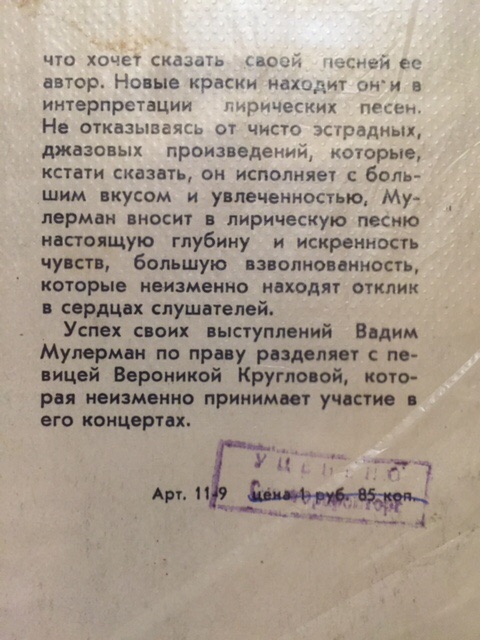 что хочет сказать своей песней ее
автор. Новые краски находит он и в
интерпретации лирических песен.
Не отказываясь от чисто эстрадных,
джазовых произведений, которые,
кстати сказать, он исполняет с боль-
шим вкусом и увлеченностью, Му-
лерман вносит в лирическую песню
настоящую глубину и искренность
чувств, большую взволнованность,
которые неизменно находят отклик
в сердцах слушателей.
Успех своих выступлений Вадим
Мулерман по праву разделяет с пе-
вицей Вероникой Кругловой, кото-
рая неизменно принимает участие в
его концертах.
Уценено
Арт. 11-9 цена 1 руб. 85 коп.